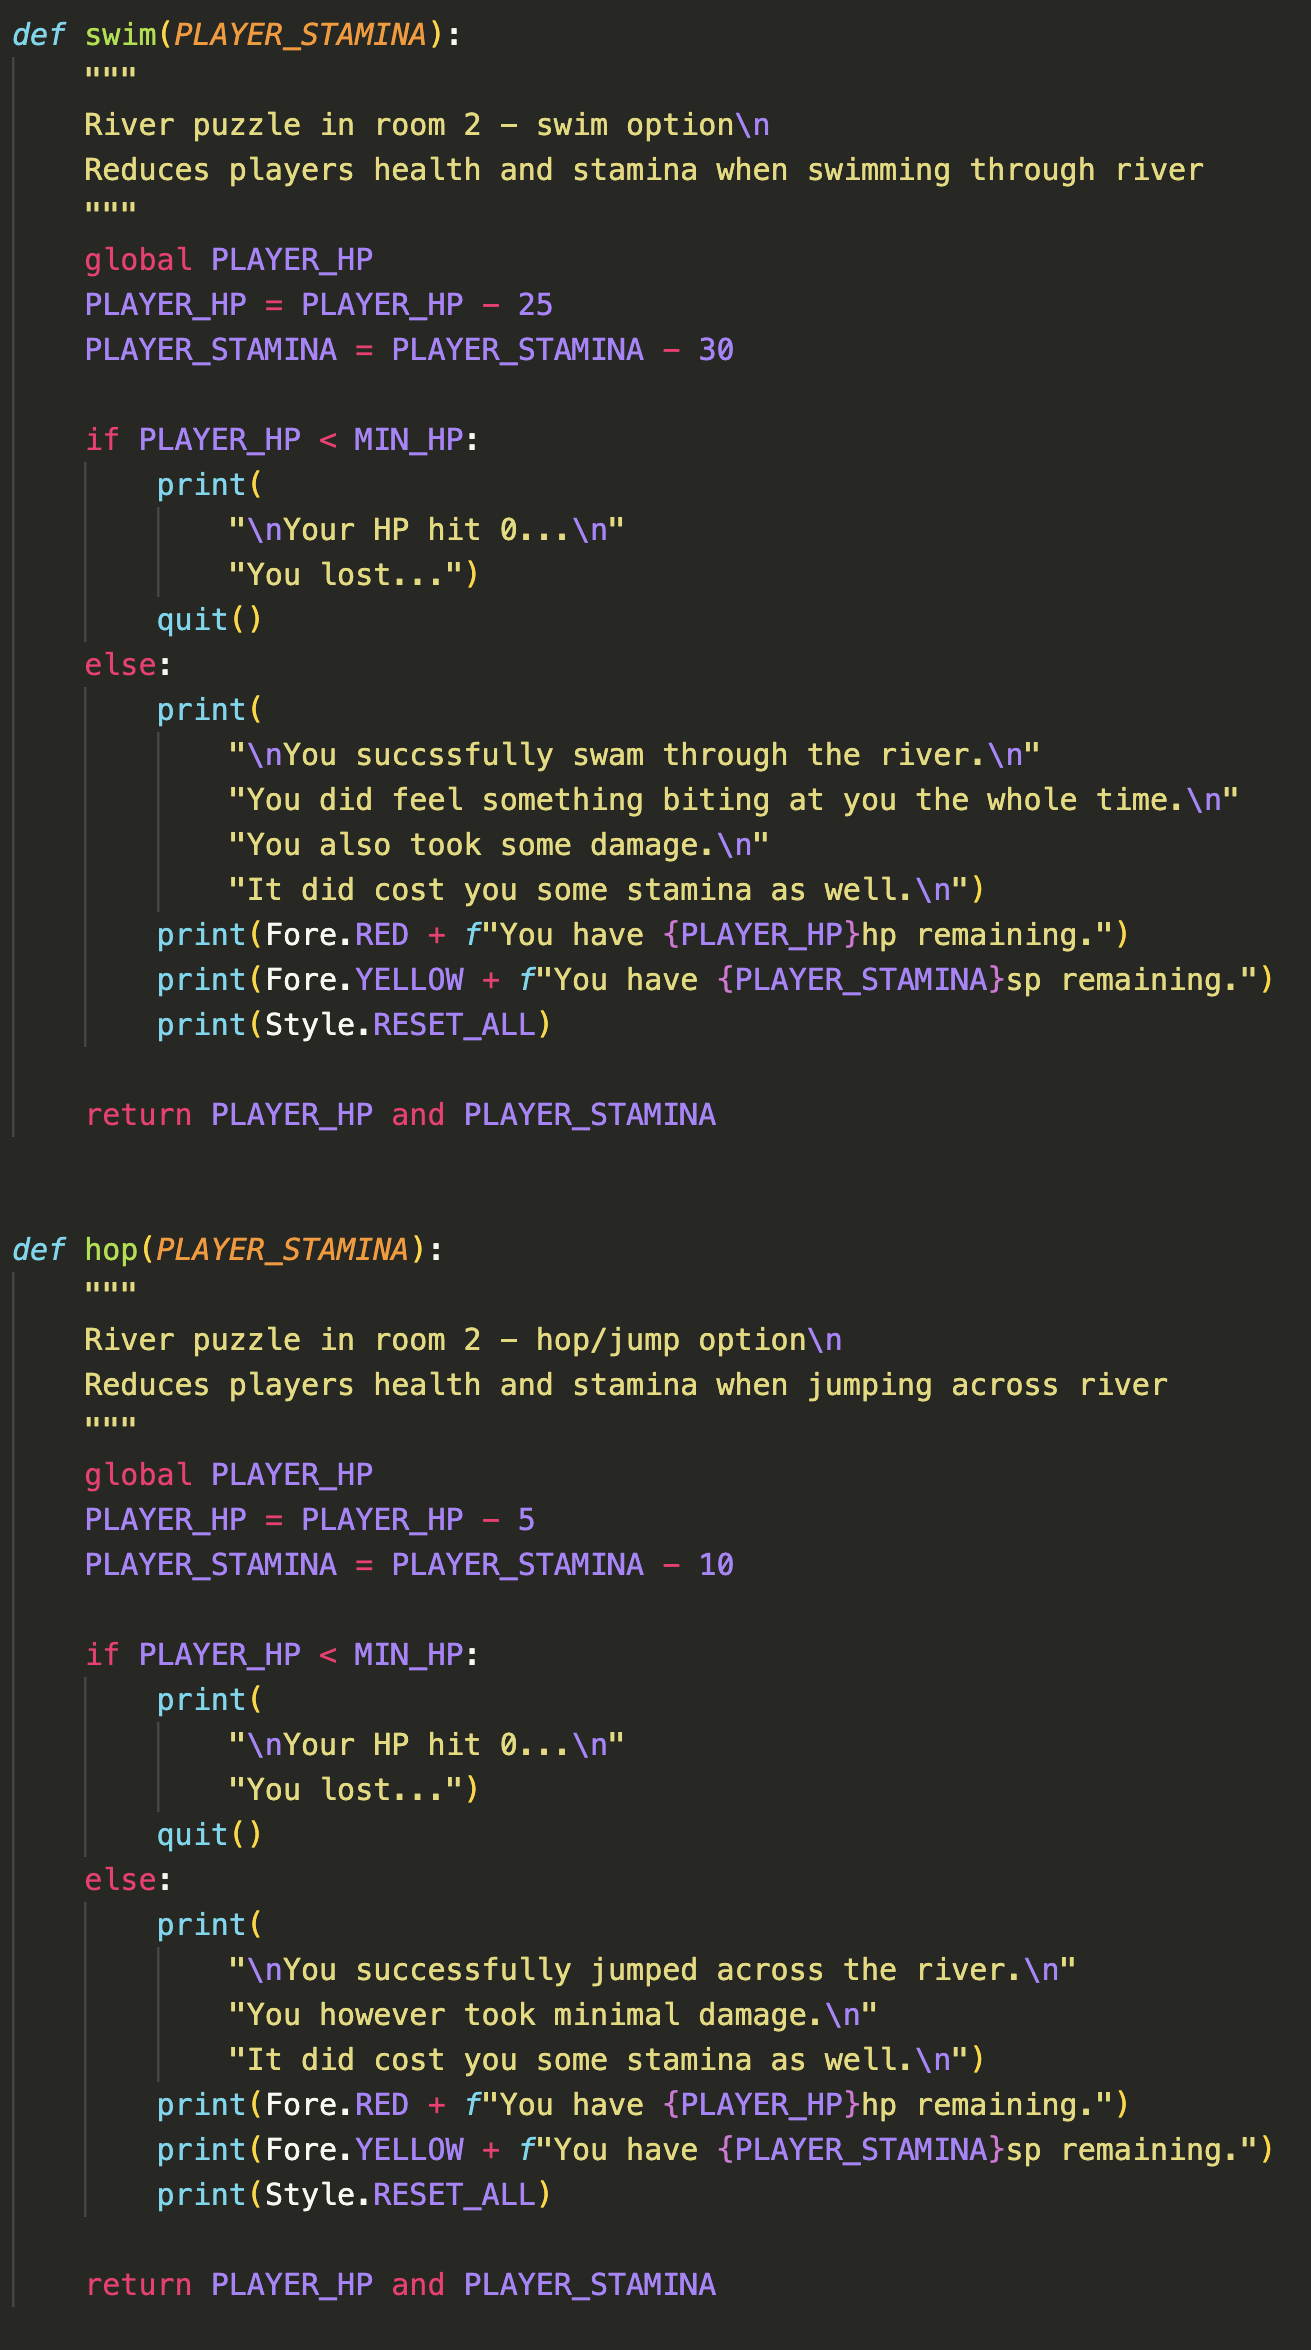 def swim(PLAYER_STAMINA):
    """
    River puzzle in room 2 - swim option\n
    Reduces players health and stamina when swimming through river
    """
    global PLAYER_HP
    PLAYER_HP = PLAYER_HP - 25
    PLAYER_STAMINA = PLAYER_STAMINA - 30

    if PLAYER_HP < MIN_HP:
        print(
            "\nYour HP hit 0...\n"
            "You lost...")
        quit()
    else:
        print(
            "\nYou succssfully swam through the river.\n"
            "You did feel something biting at you the whole time.\n"
            "You also took some damage.\n"
            "It did cost you some stamina as well.\n")
        print(Fore.RED + f"You have {PLAYER_HP}hp remaining.")
        print(Fore.YELLOW + f"You have {PLAYER_STAMINA}sp remaining.")
        print(Style.RESET_ALL)

    return PLAYER_HP and PLAYER_STAMINA


def hop(PLAYER_STAMINA):
    """
    River puzzle in room 2 - hop/jump option\n
    Reduces players health and stamina when jumping across river
    """
    global PLAYER_HP
    PLAYER_HP = PLAYER_HP - 5
    PLAYER_STAMINA = PLAYER_STAMINA - 10

    if PLAYER_HP < MIN_HP:
        print(
            "\nYour HP hit 0...\n"
            "You lost...")
        quit()
    else:
        print(
            "\nYou successfully jumped across the river.\n"
            "You however took minimal damage.\n"
            "It did cost you some stamina as well.\n")
        print(Fore.RED + f"You have {PLAYER_HP}hp remaining.")
        print(Fore.YELLOW + f"You have {PLAYER_STAMINA}sp remaining.")
        print(Style.RESET_ALL)

    return PLAYER_HP and PLAYER_STAMINA